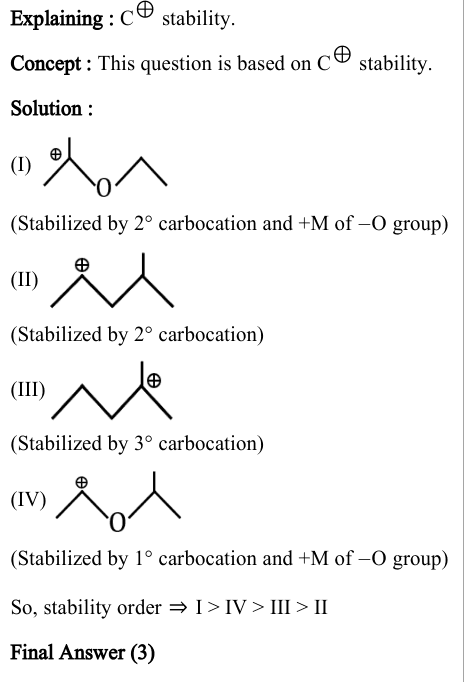 Explaining : C⊕ stability.
Concept : This question is based on C⊕ stability.
Solution :
(I) ⊕ O
(Stabilized by 2° carbocation and +M of −O group)
(II) ⊕
(Stabilized by 2° carbocation)
(III) ⊕
(Stabilized by 3° carbocation)
(IV) ⊕ O
(Stabilized by 1° carbocation and +M of −O group)
So, stability order ⇒ I > IV > III > II
Final Answer (3)